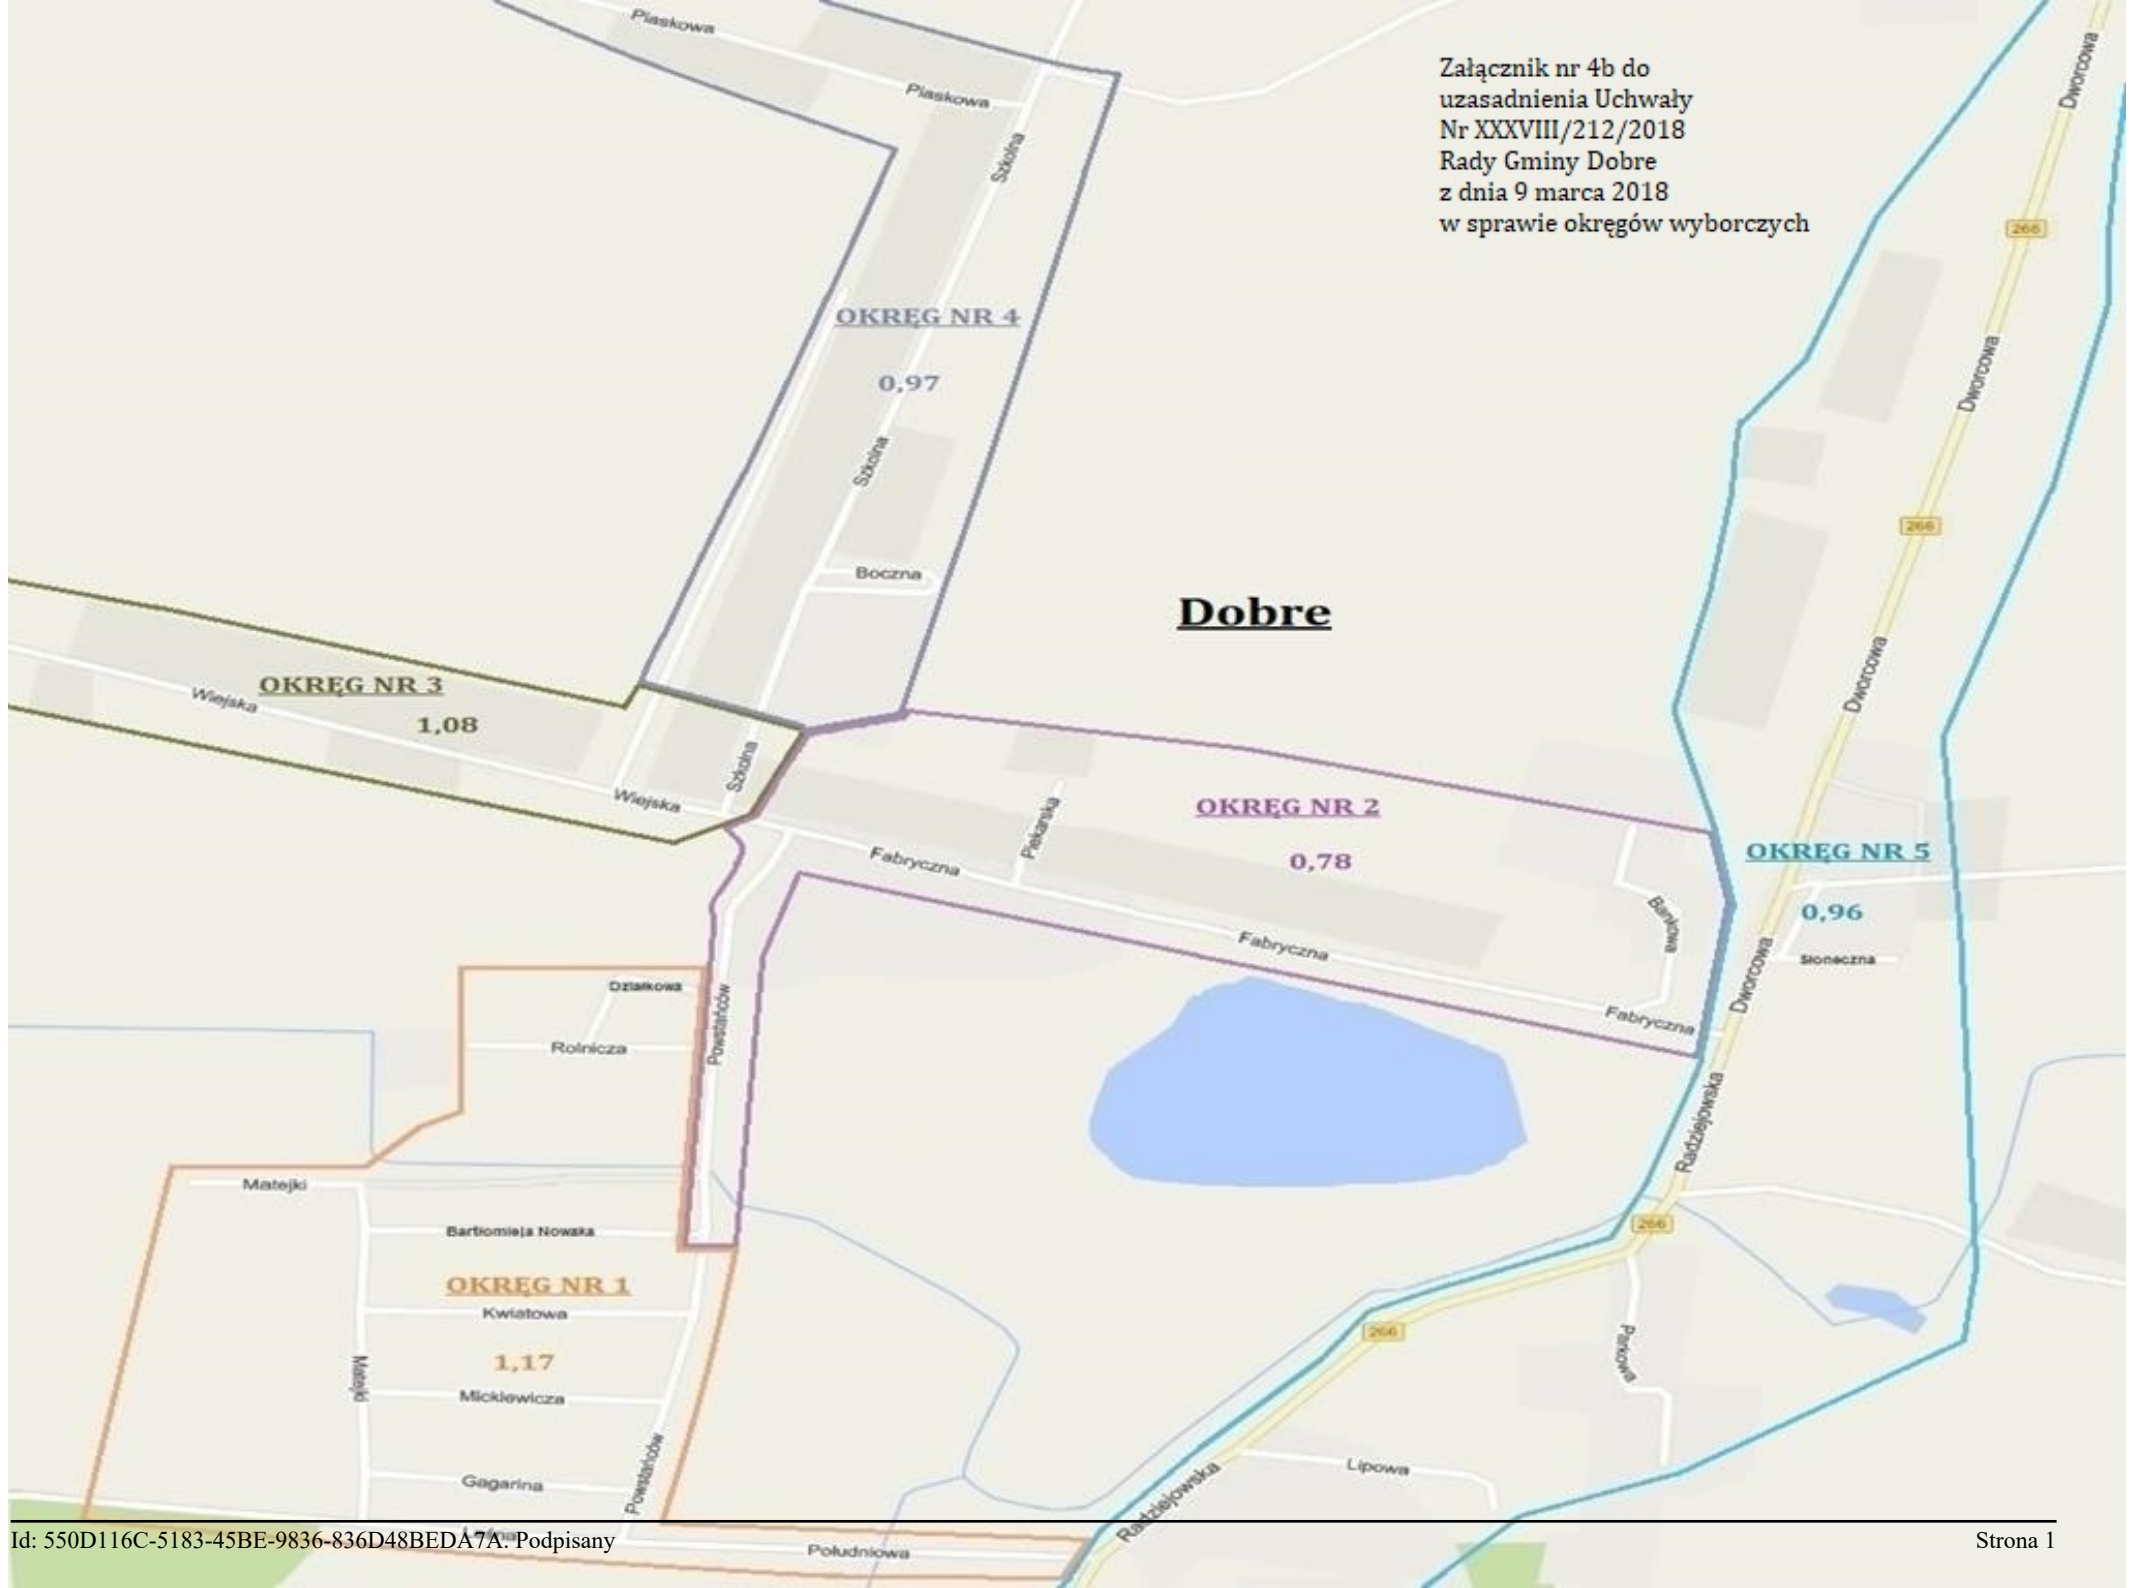 Piaskowa
Piaskowa
Szkolna
Załącznik nr 4b do
uzasadnienia Uchwały
Nr XXXVIII/212/2018
Rady Gminy Dobre
z dnia 9 marca 2018
w sprawie okręgów wyborczych
Dworcowa
266
OKRĘG NR 4
0,97
Dworcowa
Szkolna
266
Boczna
Dobre
Dworcowa
OKRĘG NR 3
Wiejska
1,08
Szkolna
Wiejska
OKRĘG NR 2
Piekarska
0,78
Fabryczna
OKRĘG NR 5
0,96
Bankowa
Fabryczna
Słoneczna
Dworcowa
Działkowa
Powstańców
Fabryczna
Rolnicza
Radziejowska
Matejki
Bartłomieja Nowaka
266
OKRĘG NR 1
Kwiatowa
266
Parkowa
1,17
Matejki
Mickiewicza
Powstańców
Lipowa
Gagarina
Radziejowska
Leśna
Południowa
Id: 550D116C-5183-45BE-9836-836D48BEDA7A. Podpisany
Strona 1